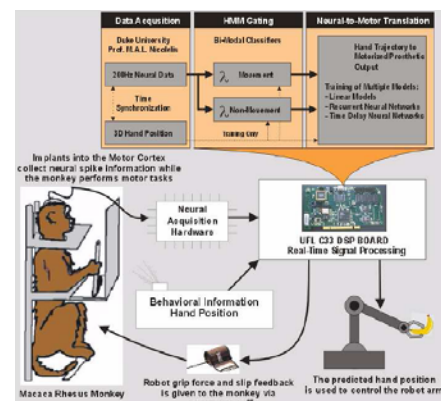 Data Acqusition
HMM Gating
Neural-to-Motor Translation
Duke University
Prof. M.A.L. Nicolelis
Bi-Modal Classifiers
Hand Trajectory to
Motorized Prosthetic
Output
200Hz Neural Data
λ Movement
Training of Multiple Models:
-Linear Models
-Recurrent Neural Networks
-Time Delay Neural Networks
Time
Synchronization
λ Non-Movement
3D Hand Position
Training Only
Implants into the Motor Cortex
collect neural spike Information while
the monkey performs motor tasks
Neural
Acquisition
Hardware
UFL C33 DSP BOARD
Real-Time Signal Processing
Behavioral Information
Hand Position
Robot grip force and slip feedback
is given to the monkey via
The predicted hand position
is used to control the robot arm
Macaca Rhesus Monkey